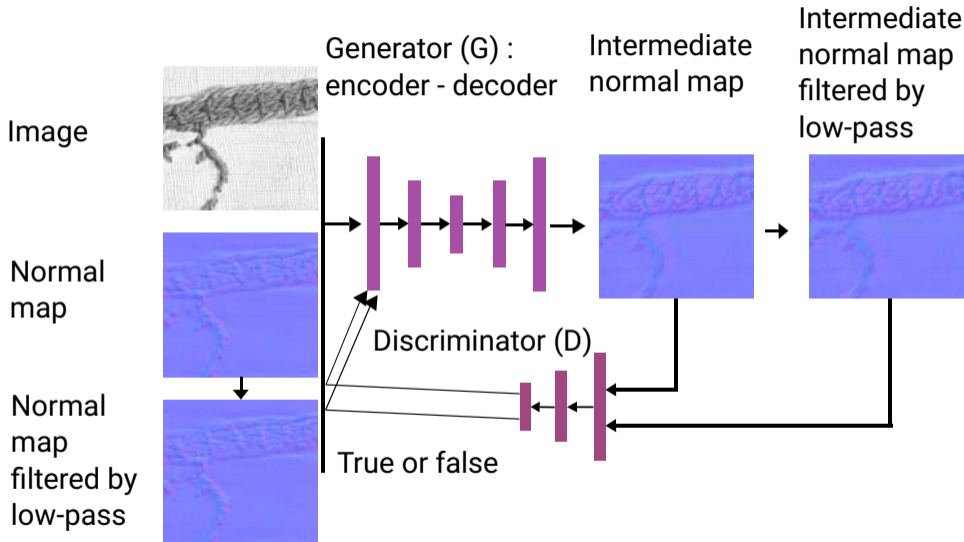 Image
Normal
map
Normal
map
filtered by
low-pass
Generator (G) :
encoder - decoder
Intermediate
normal map
Intermediate
normal map
filtered by
low-pass
Discriminator (D)
True or false